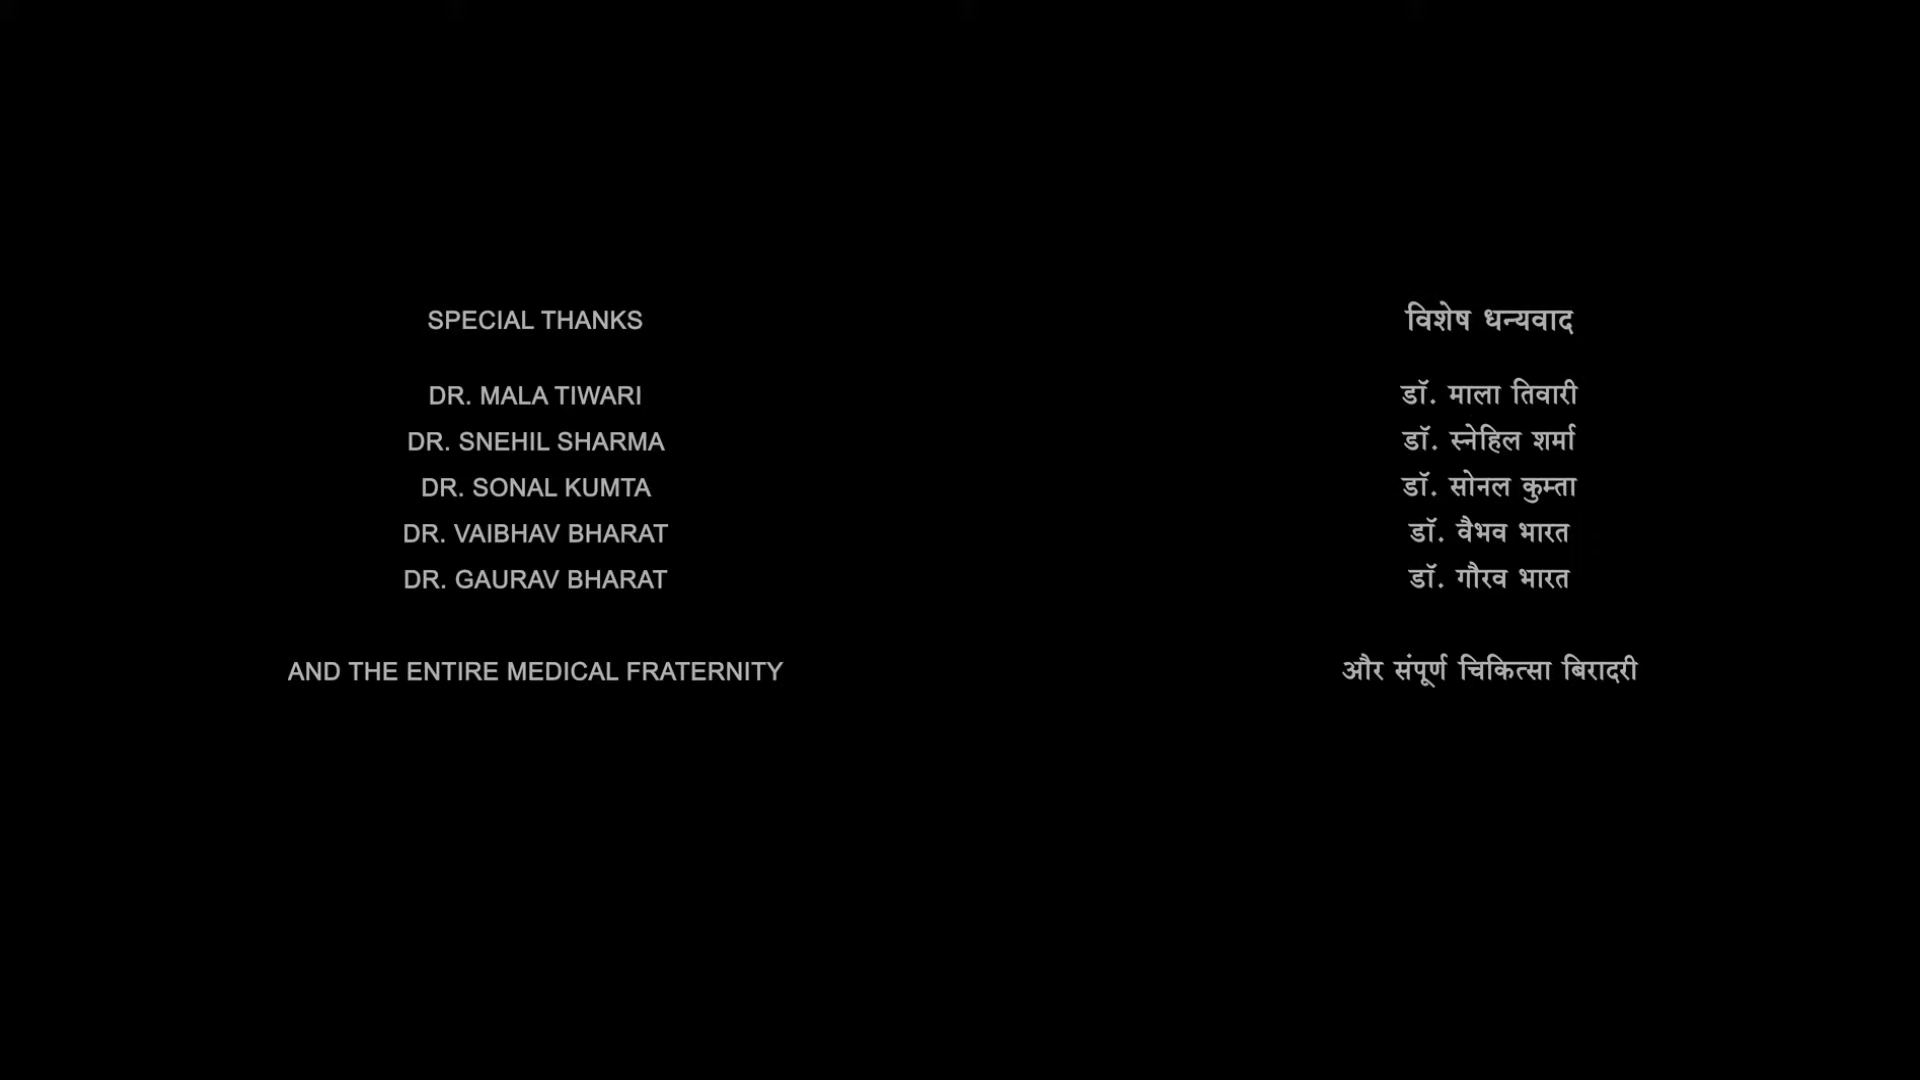 SPECIAL THANKS
DR. MALA TIWARI
DR. SNEHIL SHARMA
DR. SONAL KUMTA
DR. VAIBHAV BHARAT
DR. GAURAV BHARAT
AND THE ENTIRE MEDICAL FRATERNITY
विशेष धन्यवाद
डॉ. माला तिवारी
डॉ. स्नेहिल शर्मा
डॉ. सोनल कुम्ता
डॉ. वैभव भारत
डॉ. गौरव भारत
और संपूर्ण चिकित्सा बिरादरी